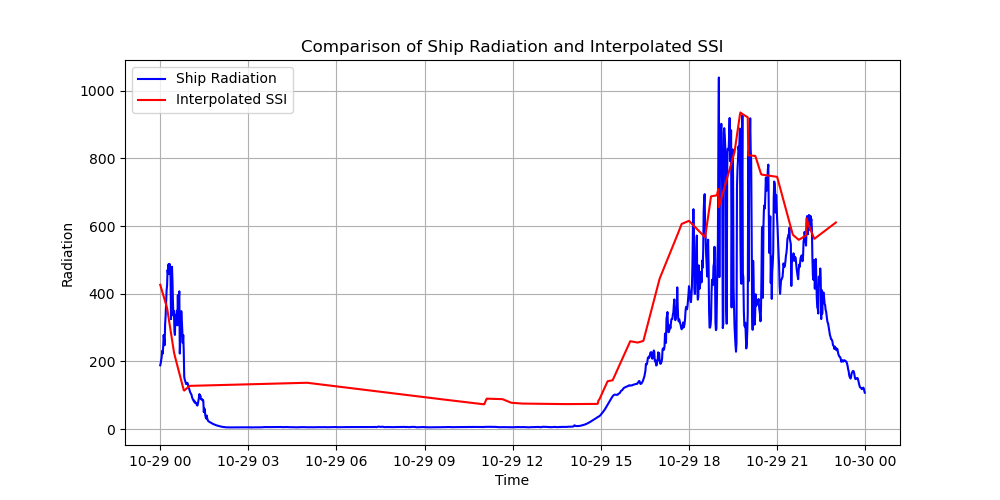 Comparison of Ship Radiation and Interpolated SSI
Ship Radiation
Interpolated SSI
1000
800
600
400
200
0
Radiation
10-29 00 10-29 03 10-29 06 10-29 09 10-29 12 10-29 15 10-29 18 10-29 21 10-30 00
Time